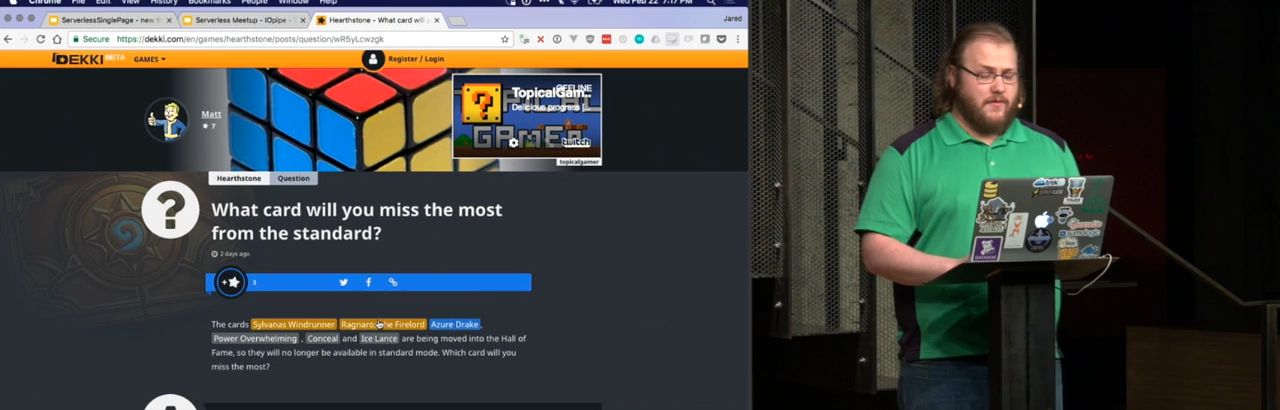 Chrome File Edit View History Bookmarks People Window Help
Wed Feb 22 7:17 PM
ServerlessSinglePage - new th
Serverless Meetup - IOpipe -
Hearthstone - What card will y
Jared
Secure https://dekki.com/en/games/hearthstone/posts/question/wR5yLcwzgk
DEKKI BETA GAMES Register / Login
Matt
7
OFFLINE
TopicalGam...
Delicious progress
GAMER
twitch
topicalgamer
Hearthstone Question
What card will you miss the most
from the standard?
2 days ago
3
The cards Sylvanas Windrunner Ragnaros the Firelord Azure Drake,
Power Overwhelming , Conceal and Ice Lance are being moved into the Hall of
Fame, so they will no longer be available in standard mode. Which card will you
miss the most?
trek